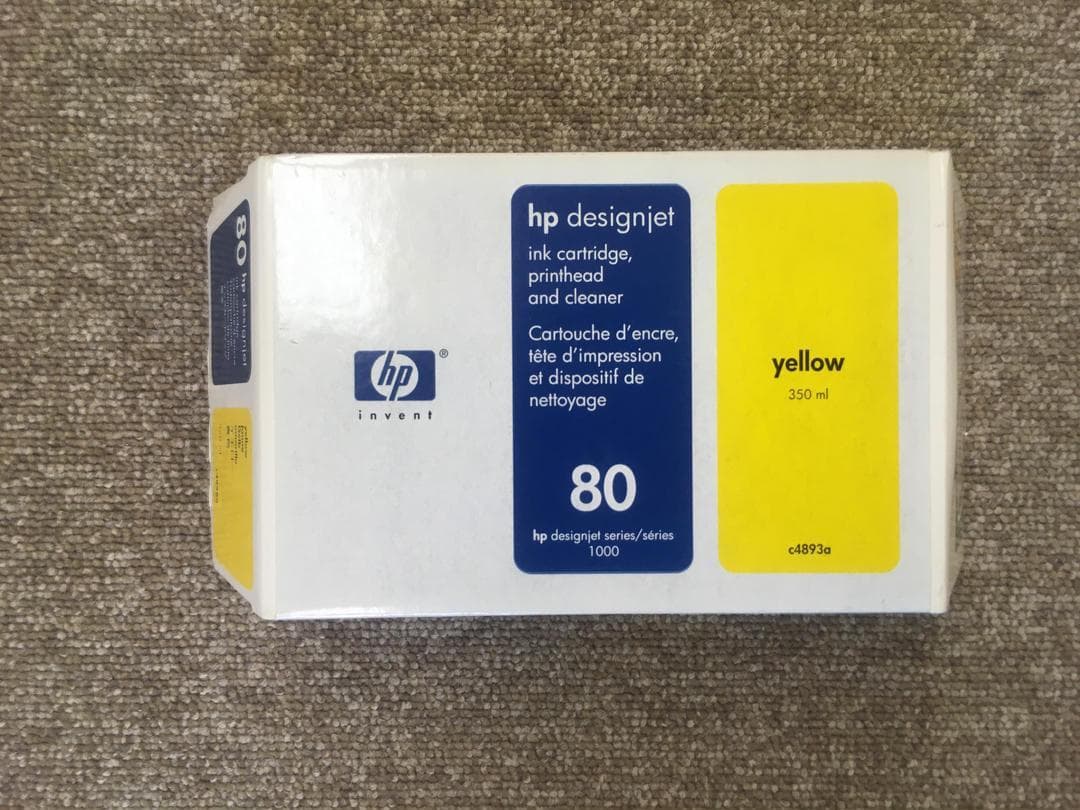 80 hp designjet
yellow
hp ®
invent
hp designjet
ink cartridge,
printhead
and cleaner
Cartouche d'encre,
tête d'impression
et dispositif de
nettoyage
80
hp designjet series/séries
1000
yellow
350 ml
c4893a